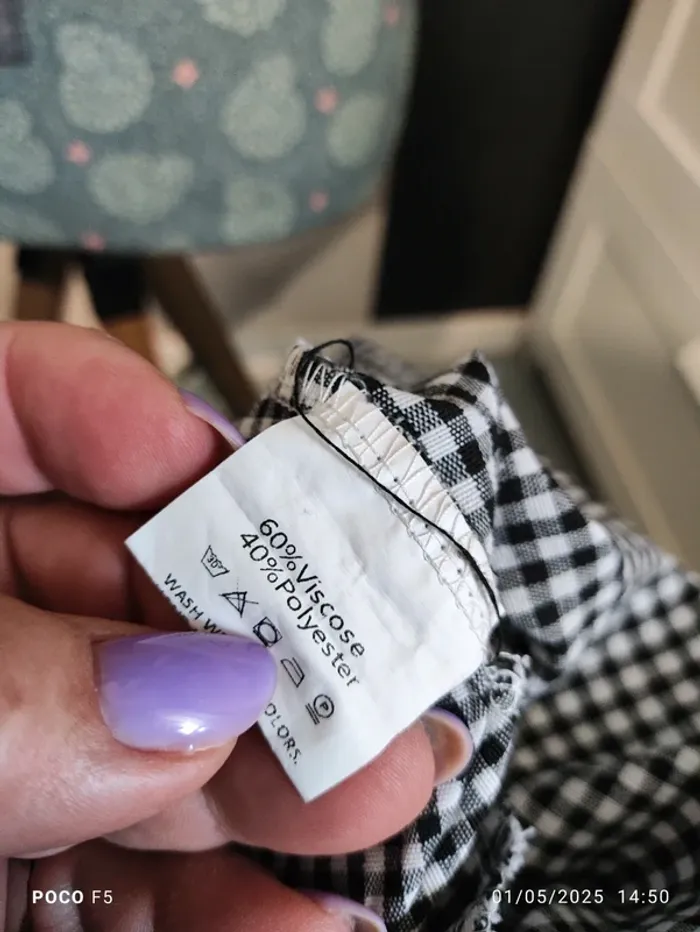 60%Viscose
40%Polyester
30°
P
WASH W
OLORS.
POCO F5
01/05/2025 14:50